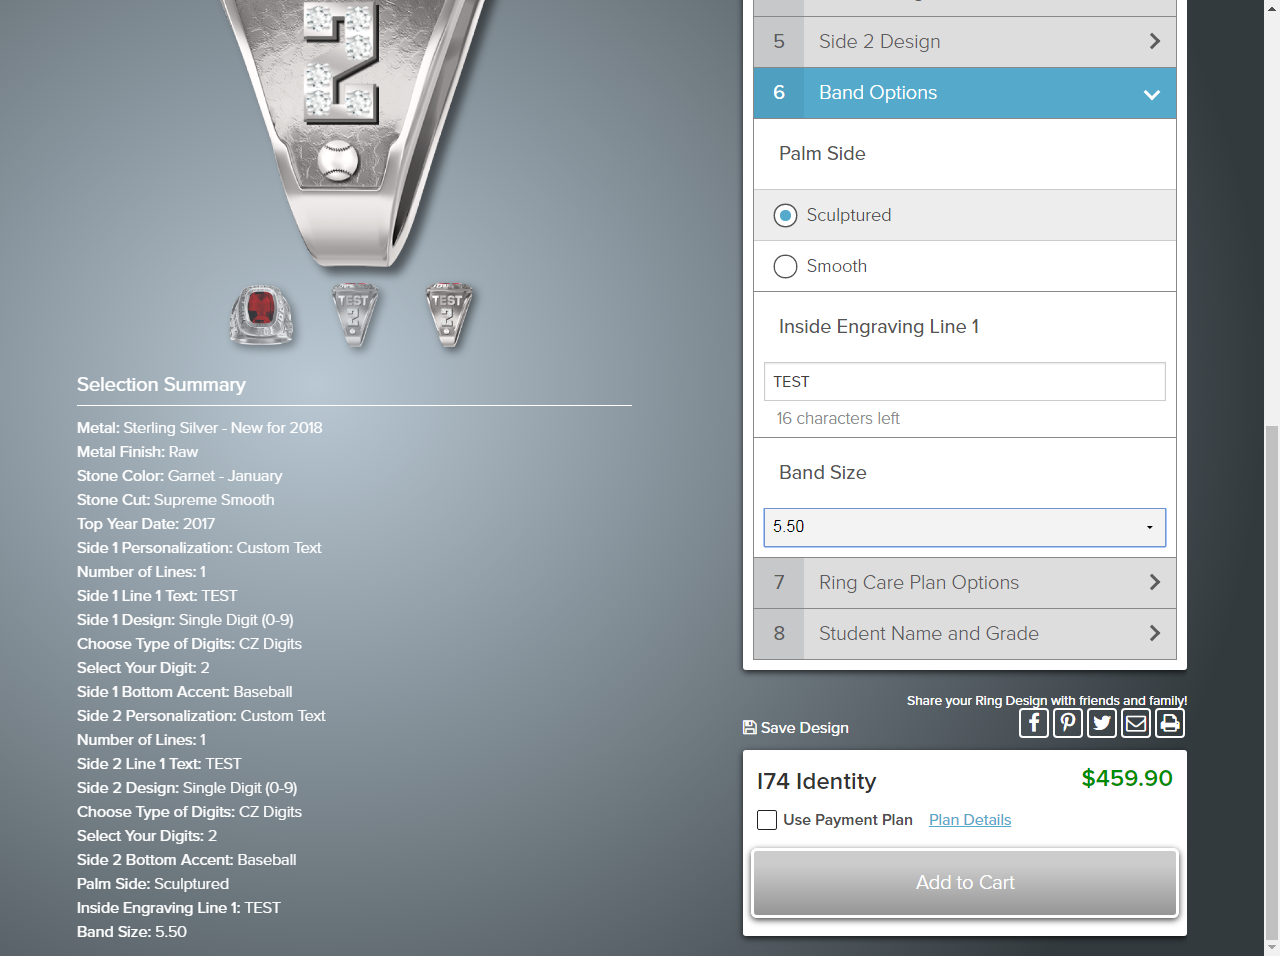 2
TEST
2
TEST
2
Selection Summary
Metal: Sterling Silver - New for 2018
Metal Finish: Raw
Stone Color: Garnet - January
Stone Cut: Supreme Smooth
Top Year Date: 2017
Side 1 Personalization: Custom Text
Number of Lines: 1
Side 1 Line 1 Text: TEST
Side 1 Design: Single Digit (0-9)
Choose Type of Digits: CZ Digits
Select Your Digit: 2
Side 1 Bottom Accent: Baseball
Side 2 Personalization: Custom Text
Number of Lines: 1
Side 2 Line 1 Text: TEST
Side 2 Design: Single Digit (0-9)
Choose Type of Digits: CZ Digits
Select Your Digits: 2
Side 2 Bottom Accent: Baseball
Palm Side: Sculptured
Inside Engraving Line 1: TEST
Band Size: 5.50
5 Side 2 Design
6 Band Options
Palm Side
Sculptured
Smooth
Inside Engraving Line 1
TEST
16 characters left
Band Size
5.50
7 Ring Care Plan Options
8 Student Name and Grade
Share your Ring Design with friends and family!
Save Design
I74 Identity $459.90
Use Payment Plan Plan Details
Add to Cart